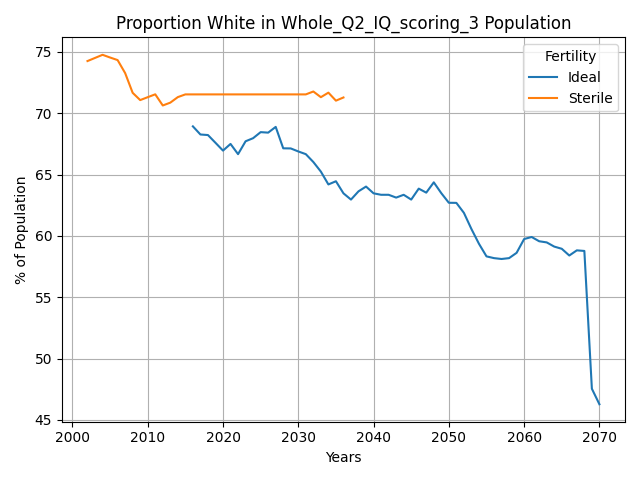 Proportion White in Whole_Q2_IQ_scoring_3 Population
Fertility
Ideal
Sterile
% of Population
75
70
65
60
55
50
45
2000 2010 2020 2030 2040 2050 2060 2070
Years